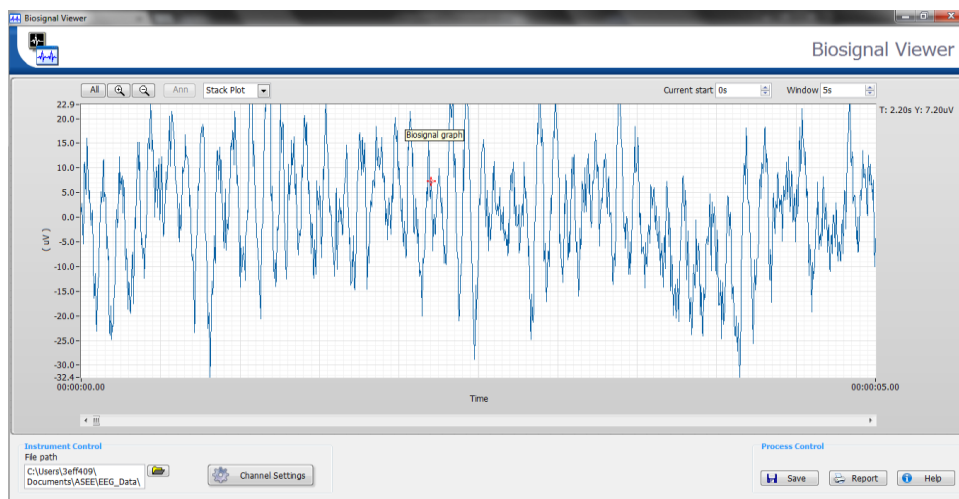 Biosignal Viewer
Biosignal Viewer
All Ann Stack Plot Current start 0s Window 5s
T: 2.20s Y: 7.20uV
22.9
20.0
15.0
10.0
5.0
0.0
-5.0
-10.0
-15.0
-20.0
-25.0
-30.0
-32.4
( uV )
Biosignal graph
00:00:00.00 00:00:05.00
Time
Instrument Control
File path
C:\Users\3eff409\
Documents\ASEE\EEG_Data\
Channel Settings
Process Control
Save Report Help